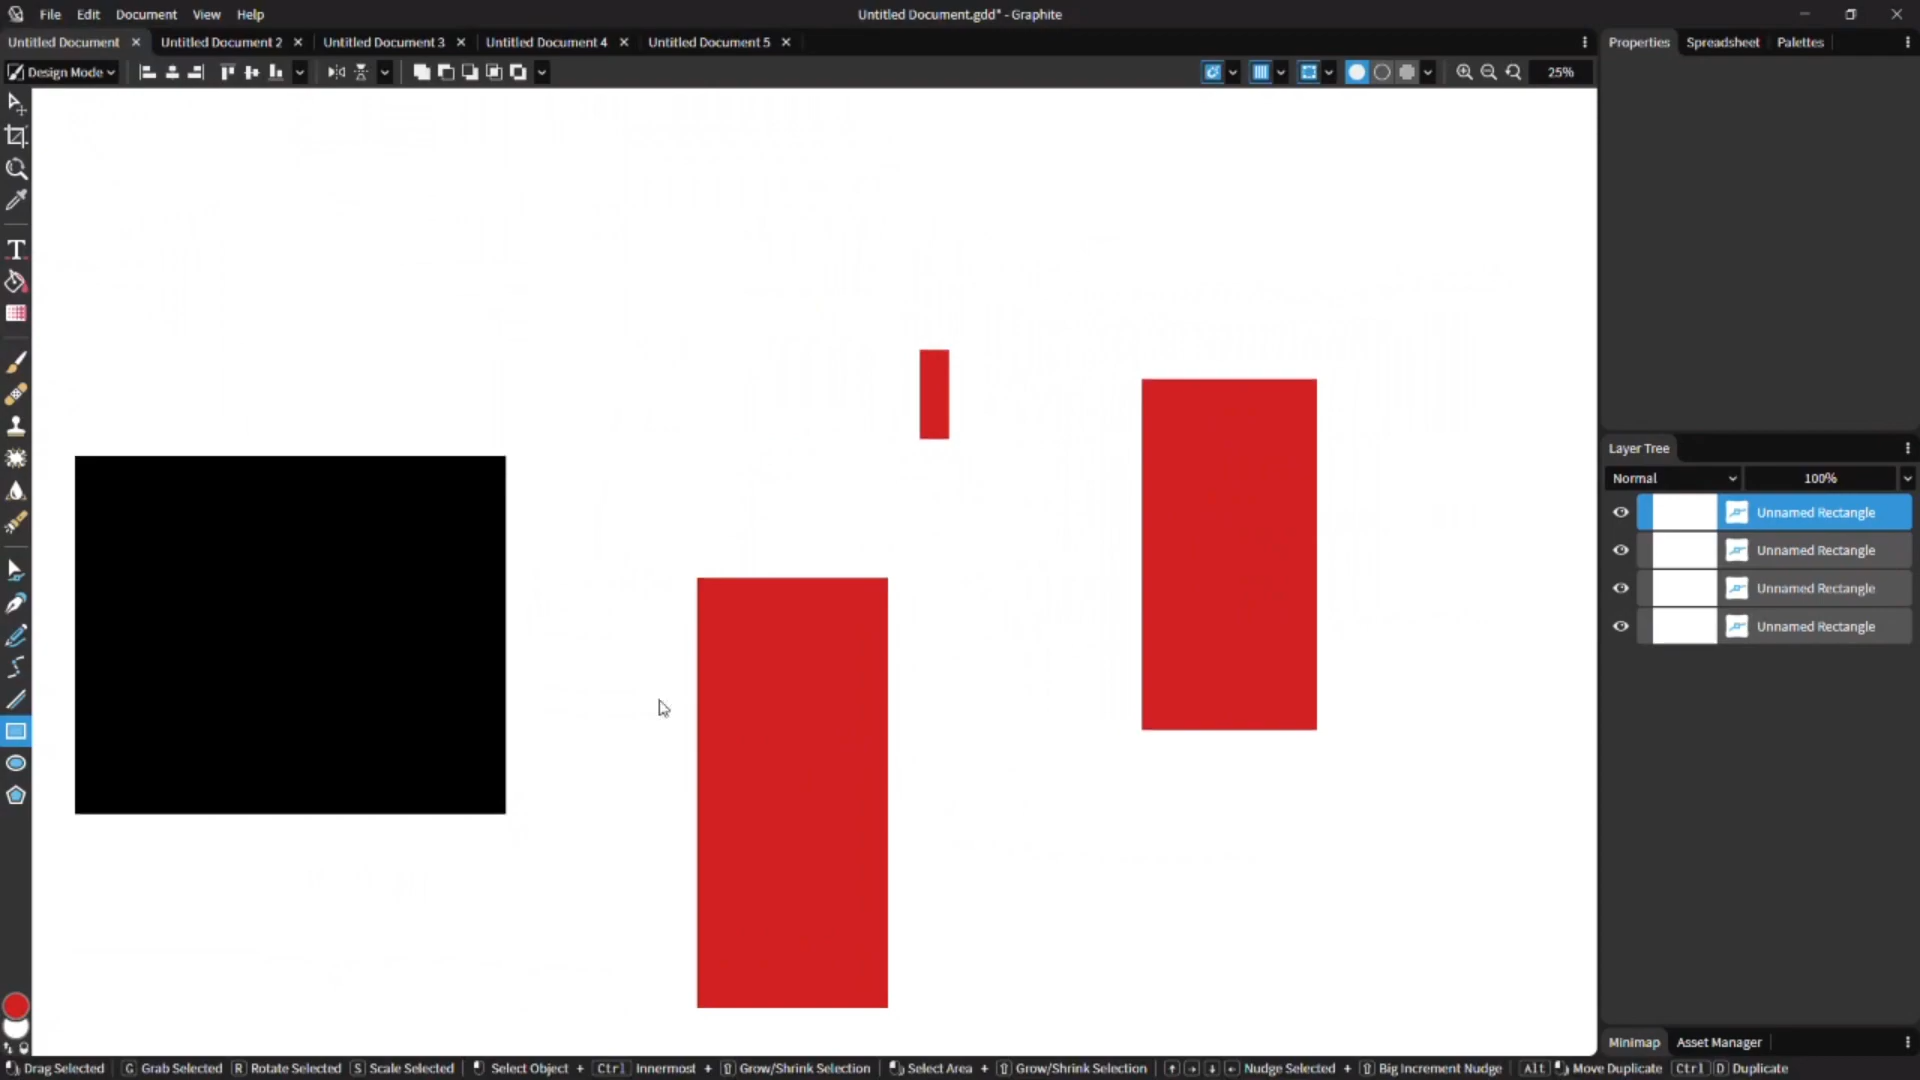 File Edit Document View Help
Untitled Document.gdd* - Graphite
Untitled Document Untitled Document 2 Untitled Document 3 Untitled Document 4 Untitled Document 5
Properties Spreadsheet Palettes
Design Mode
25%
T
Layer Tree
Normal 100%
Unnamed Rectangle
Unnamed Rectangle
Unnamed Rectangle
Unnamed Rectangle
Minimap Asset Manager
Drag Selected G Grab Selected R Rotate Selected S Scale Selected Select Object + Ctrl Innermost + Grow/Shrink Selection Select Area + Grow/Shrink Selection Nudge Selected + Big Increment Nudge Alt Move Duplicate Ctrl D Duplicate